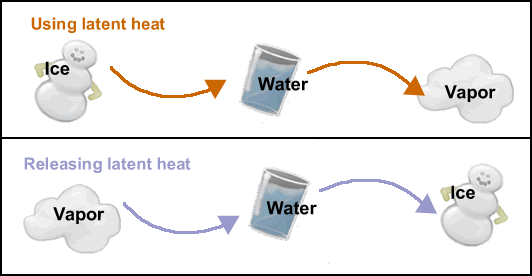 Using latent heat
Ice
Water
Vapor
Releasing latent heat
Vapor
Water
Ice